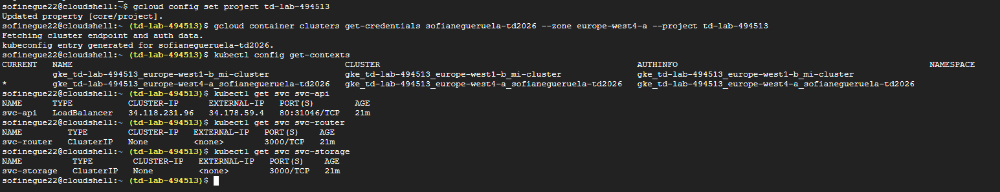 sofinegue22@cloudshell:~$ gcloud config set project td-lab-494513
Updated property [core/project].
sofinegue22@cloudshell:~ (td-lab-494513)$ gcloud container clusters get-credentials sofianegueruela-td2026 --zone europe-west4-a --project td-lab-494513
Fetching cluster endpoint and auth data.
kubeconfig entry generated for sofianegueruela-td2026.
sofinegue22@cloudshell:~ (td-lab-494513)$ kubectl config get-contexts
CURRENT   NAME                                                        CLUSTER                                                     AUTHINFO                                                    NAMESPACE
          gke_td-lab-494513_europe-west1-b_mi-cluster                 gke_td-lab-494513_europe-west1-b_mi-cluster                 gke_td-lab-494513_europe-west1-b_mi-cluster
*         gke_td-lab-494513_europe-west4-a_sofianegueruela-td2026   gke_td-lab-494513_europe-west4-a_sofianegueruela-td2026   gke_td-lab-494513_europe-west4-a_sofianegueruela-td2026
sofinegue22@cloudshell:~ (td-lab-494513)$ kubectl get svc svc-api
NAME      TYPE           CLUSTER-IP      EXTERNAL-IP   PORT(S)        AGE
svc-api   LoadBalancer   34.118.231.96   34.178.59.4   80:31046/TCP   21m
sofinegue22@cloudshell:~ (td-lab-494513)$ kubectl get svc svc-router
NAME         TYPE        CLUSTER-IP   EXTERNAL-IP   PORT(S)    AGE
svc-router   ClusterIP   None         <none>        3000/TCP   21m
sofinegue22@cloudshell:~ (td-lab-494513)$ kubectl get svc svc-storage
NAME          TYPE        CLUSTER-IP   EXTERNAL-IP   PORT(S)    AGE
svc-storage   ClusterIP   None         <none>        3000/TCP   21m
sofinegue22@cloudshell:~ (td-lab-494513)$